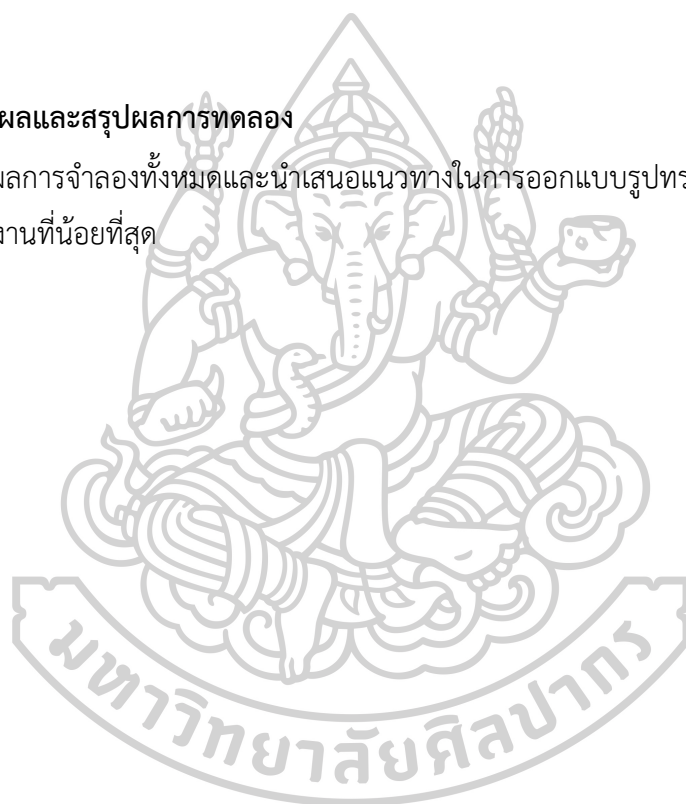 ผลและสรุปผลการทดลอง
ผลการจำลองทั้งหมดและนำเสนอแนวทางในการออกแบบรูปทร
งานที่น้อยที่สุด
มหาวิทยาลัยศิลปากร